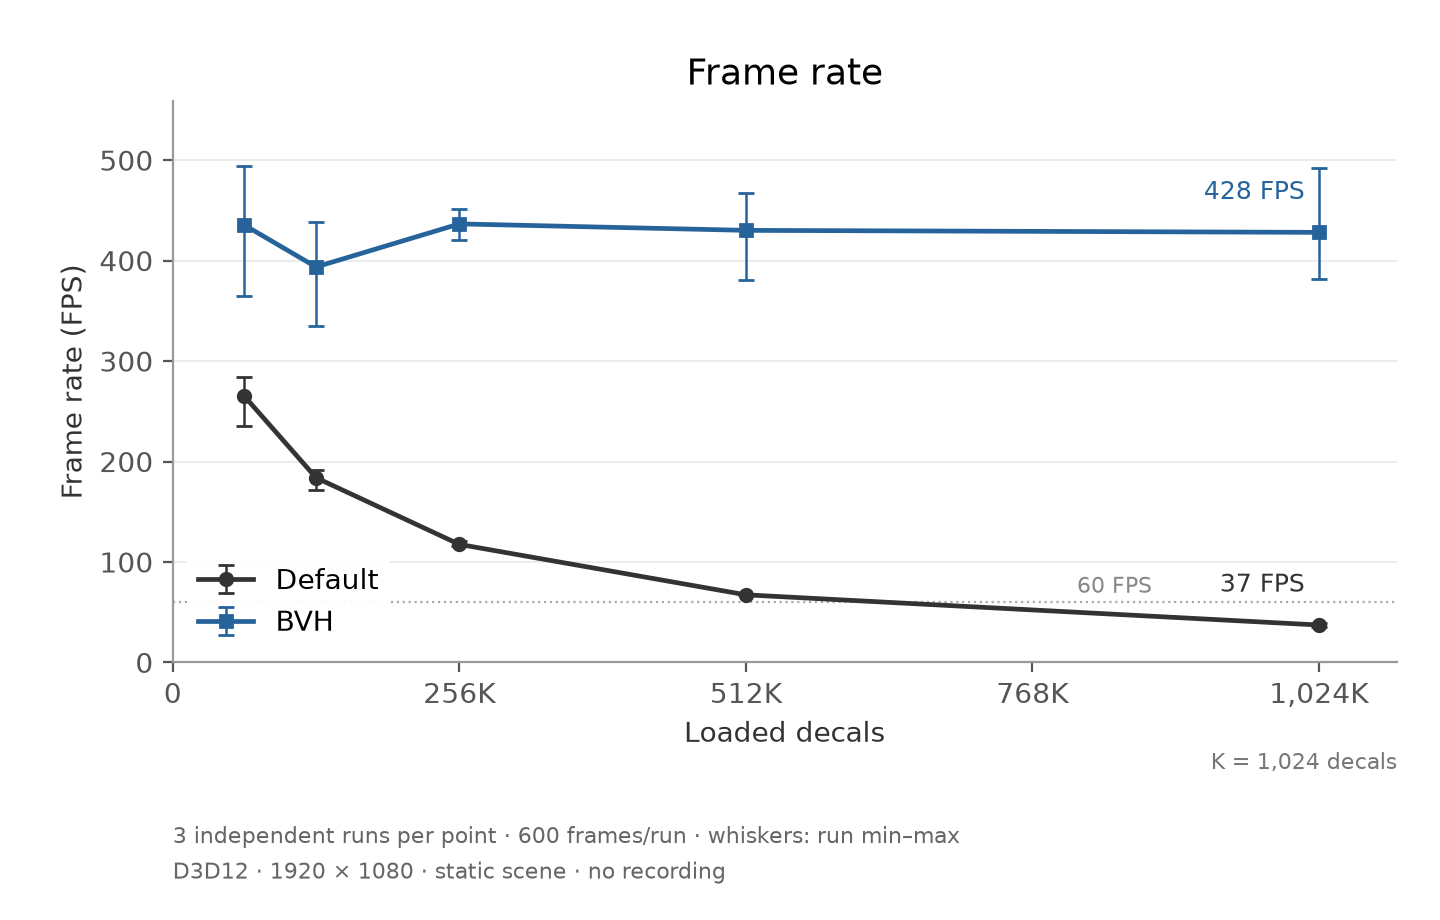 Frame rate
Frame rate (FPS)
500
400
300
200
100
0
428 FPS
60 FPS
37 FPS
Default
BVH
0
256K
512K
768K
1,024K
Loaded decals
K = 1,024 decals
3 independent runs per point · 600 frames/run · whiskers: run min–max
D3D12 · 1920 × 1080 · static scene · no recording